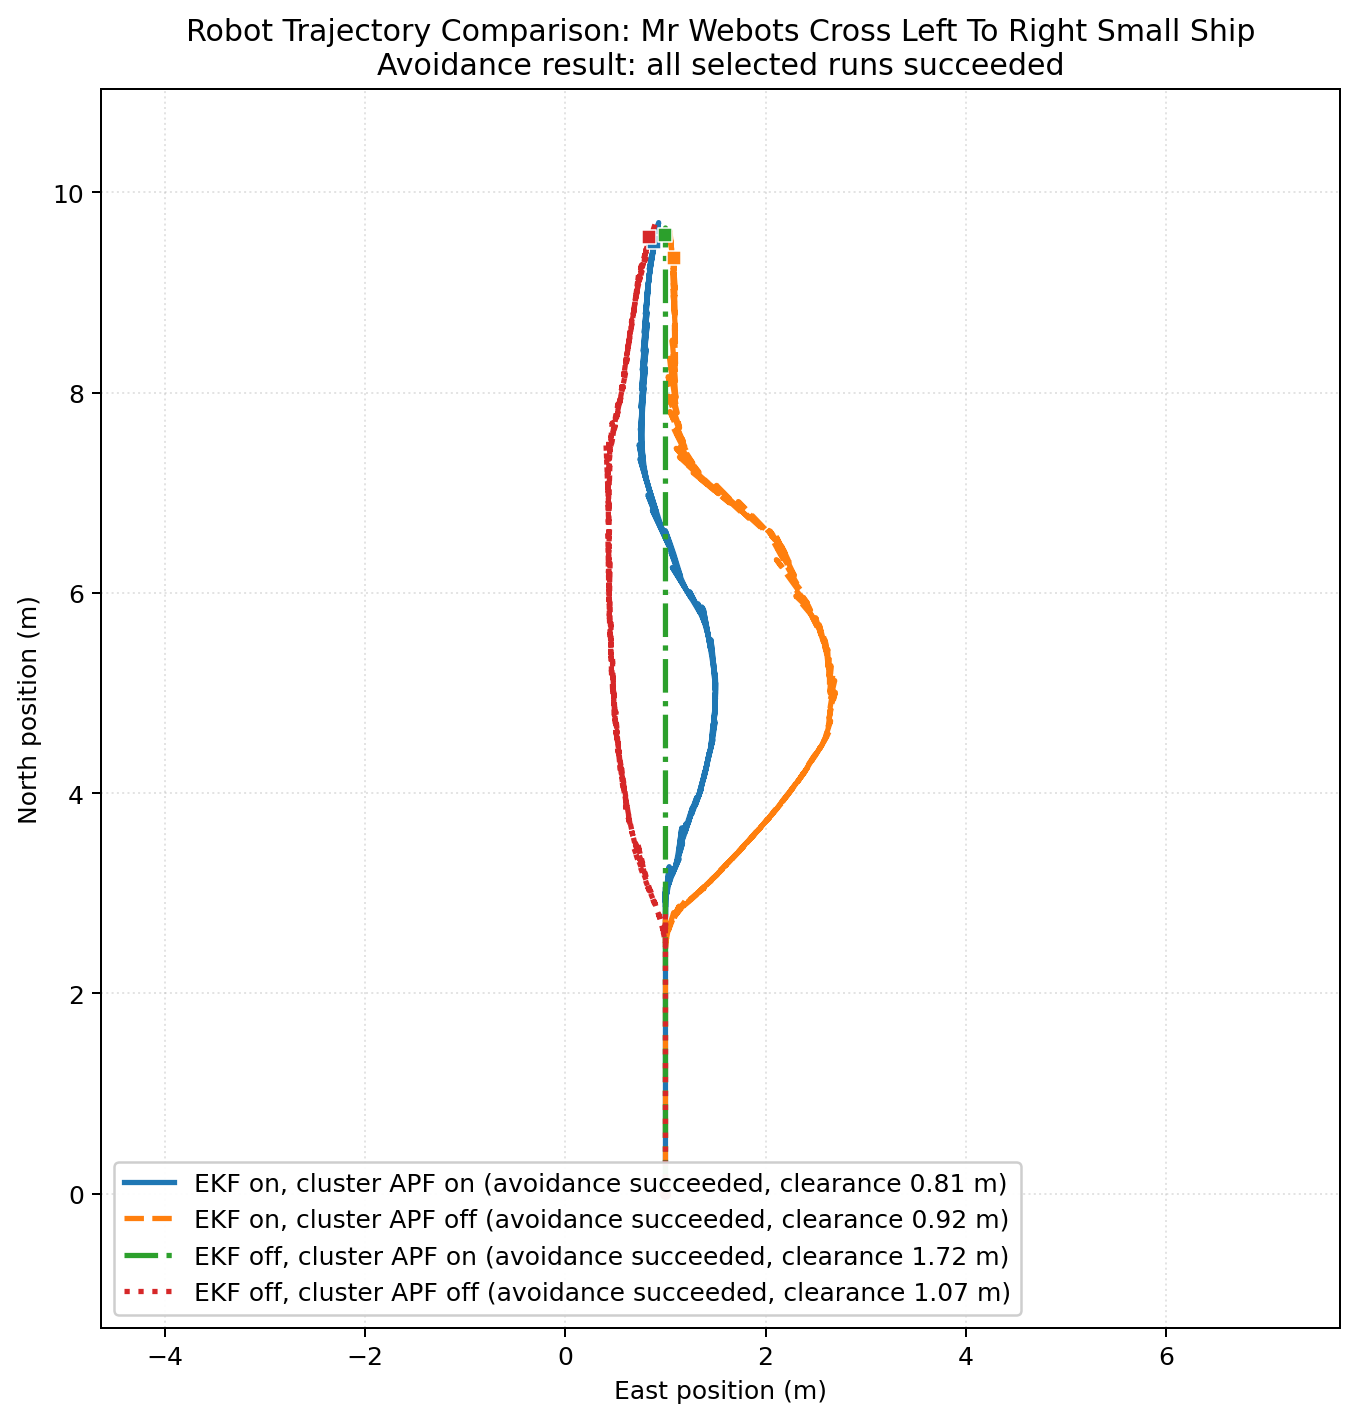 Robot Trajectory Comparison: Mr Webots Cross Left To Right Small Ship
Avoidance result: all selected runs succeeded
10
8
6
4
2
0
North position (m)
EKF on, cluster APF on (avoidance succeeded, clearance 0.81 m)
EKF on, cluster APF off (avoidance succeeded, clearance 0.92 m)
EKF off, cluster APF on (avoidance succeeded, clearance 1.72 m)
EKF off, cluster APF off (avoidance succeeded, clearance 1.07 m)
−4 −2 0 2 4 6
East position (m)